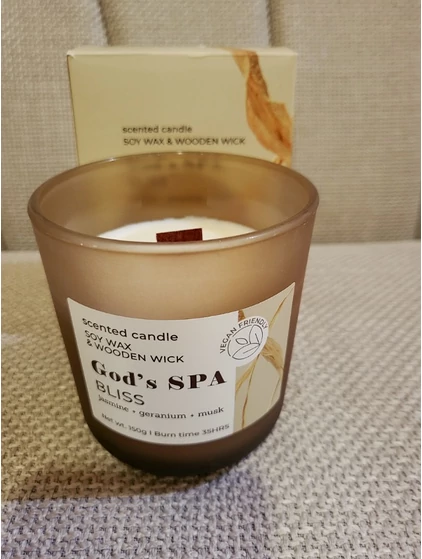 scented candle
SOY WAX & WOODEN WICK
scented candle
SOY WAX
& WOODEN WICK
VEGAN FRIENDLY
God's SPA
BLISS
jasmine • geranium • musk
Net wt. 150g | Burn time 35HRS